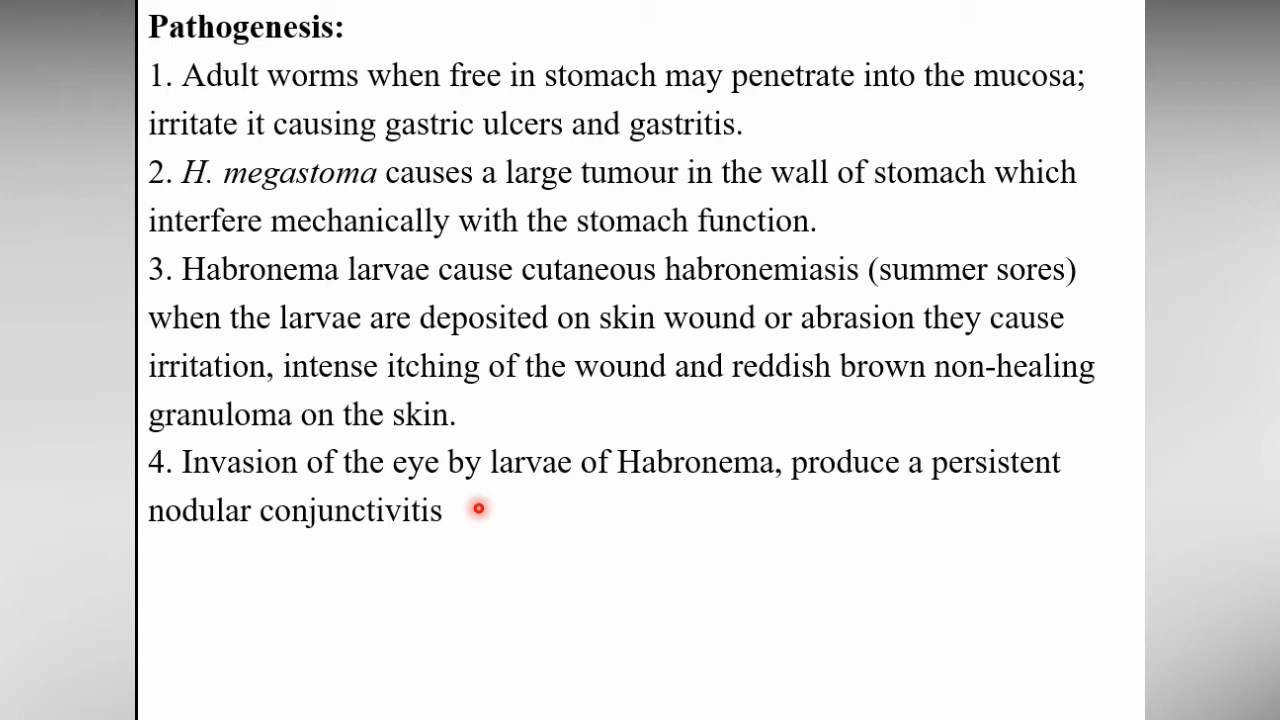 Pathogenesis:
1. Adult worms when free in stomach may penetrate into the mucosa;
irritate it causing gastric ulcers and gastritis.
2. H. megastoma causes a large tumour in the wall of stomach which
interfere mechanically with the stomach function.
3. Habronema larvae cause cutaneous habronemiasis (summer sores)
when the larvae are deposited on skin wound or abrasion they cause
irritation, intense itching of the wound and reddish brown non-healing
granuloma on the skin.
4. Invasion of the eye by larvae of Habronema, produce a persistent
nodular conjunctivitis